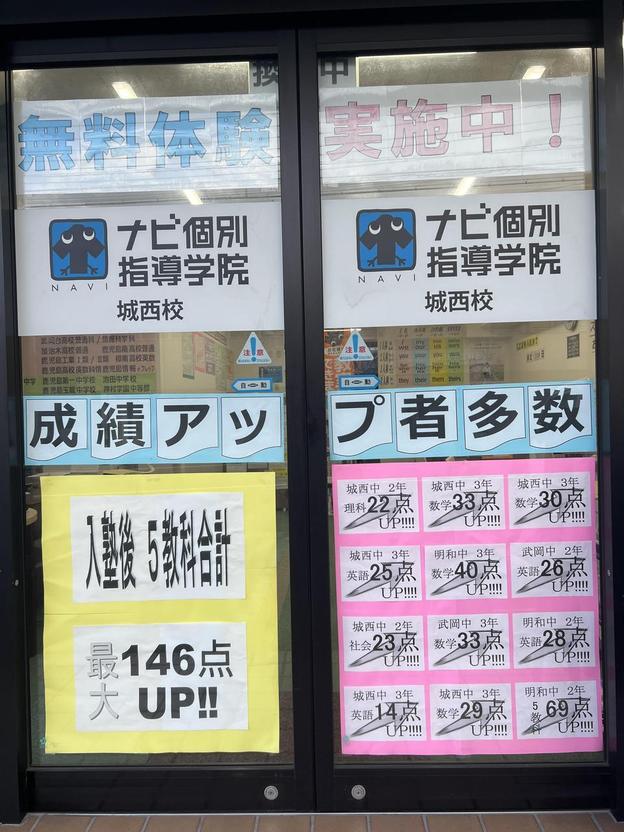 無料体験 実施中！
NAVI
ナビ個別
指導学院
城西校
NAVI
ナビ個別
指導学院
城西校
注意
自動
注意
自動
成績アップ者多数
入塾後 5教科合計
最大146点
UP!!
城西中 2年
理科22点
UP!!!!
城西中 3年
数学33点
UP!!!!
城西中 3年
数学30点
UP!!!!
城西中 3年
英語25点
UP!!!!
明和中 3年
数学40点
UP!!!!
武岡中 2年
英語26点
UP!!!!
城西中 2年
社会23点
UP!!!!
武岡中 3年
数学33点
UP!!!!
明和中 2年
英語28点
UP!!!!
城西中 3年
英語14点
UP!!!!
城西中 3年
数学29点
UP!!!!
明和中 2年
5教科69点
UP!!!!